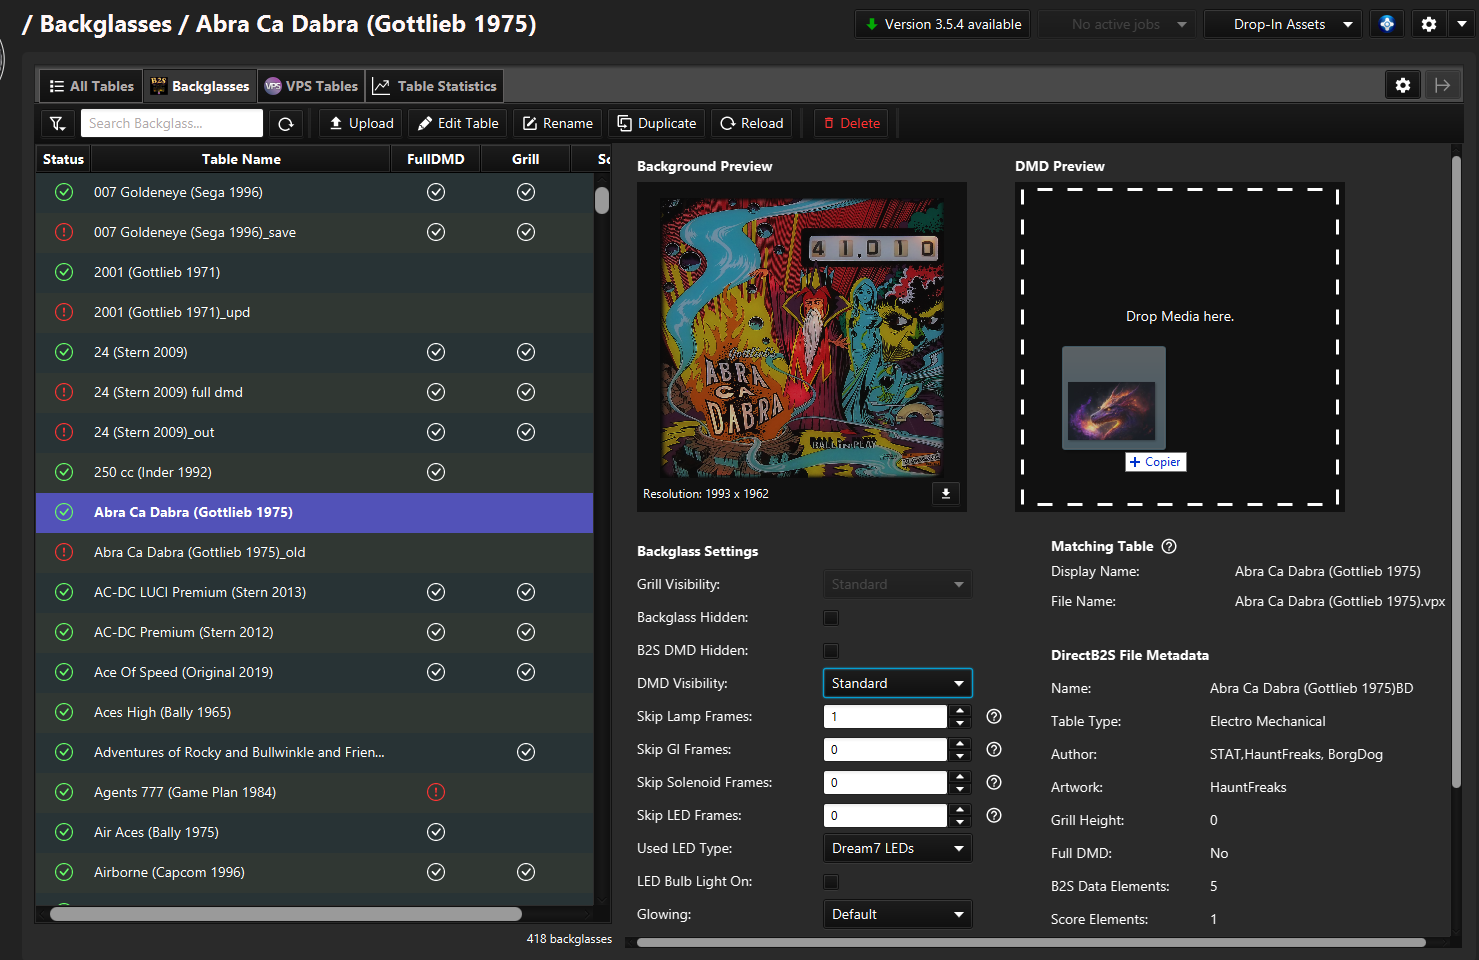 / Backglasses / Abra Ca Dabra (Gottlieb 1975)
Version 3.5.4 available
No active jobs
Drop-In Assets
All Tables
B2S
Backglasses
VPS
VPS Tables
Table Statistics
Search Backglass...
Upload
Edit Table
Rename
Duplicate
Reload
Delete
Status
Table Name
FullDMD
Grill
Sc
007 Goldeneye (Sega 1996)
007 Goldeneye (Sega 1996)_save
2001 (Gottlieb 1971)
2001 (Gottlieb 1971)_upd
24 (Stern 2009)
24 (Stern 2009) full dmd
24 (Stern 2009)_out
250 cc (Inder 1992)
Abra Ca Dabra (Gottlieb 1975)
Abra Ca Dabra (Gottlieb 1975)_old
AC-DC LUCI Premium (Stern 2013)
AC-DC Premium (Stern 2012)
Ace Of Speed (Original 2019)
Aces High (Bally 1965)
Adventures of Rocky and Bullwinkle and Frien...
Agents 777 (Game Plan 1984)
Air Aces (Bally 1975)
Airborne (Capcom 1996)
418 backglasses
Background Preview
41,010
Gottlieb's
ABRA
CA
DABRA
BALL IN PLAY
Resolution: 1993 x 1962
DMD Preview
Drop Media here.
+ Copier
Backglass Settings
Grill Visibility:
Standard
Backglass Hidden:
B2S DMD Hidden:
DMD Visibility:
Standard
Skip Lamp Frames:
1
Skip GI Frames:
0
Skip Solenoid Frames:
0
Skip LED Frames:
0
Used LED Type:
Dream7 LEDs
LED Bulb Light On:
Glowing:
Default
Matching Table
Display Name:
Abra Ca Dabra (Gottlieb 1975)
File Name:
Abra Ca Dabra (Gottlieb 1975).vpx
DirectB2S File Metadata
Name:
Abra Ca Dabra (Gottlieb 1975)BD
Table Type:
Electro Mechanical
Author:
STAT,HauntFreaks, BorgDog
Artwork:
HauntFreaks
Grill Height:
0
Full DMD:
No
B2S Data Elements:
5
Score Elements:
1